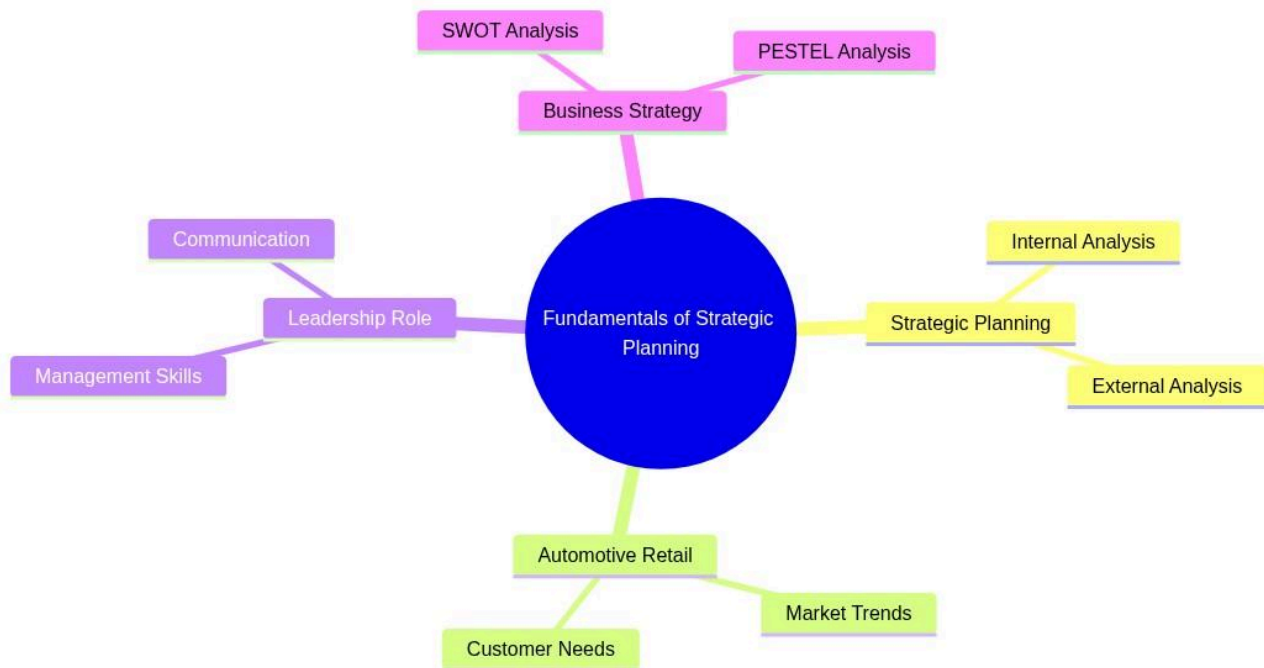 SWOT Analysis
PESTEL Analysis
Business Strategy
Communication
Internal Analysis
Leadership Role
Fundamentals of Strategic
Planning
Strategic Planning
Management Skills
External Analysis
Automotive Retail
Market Trends
Customer Needs